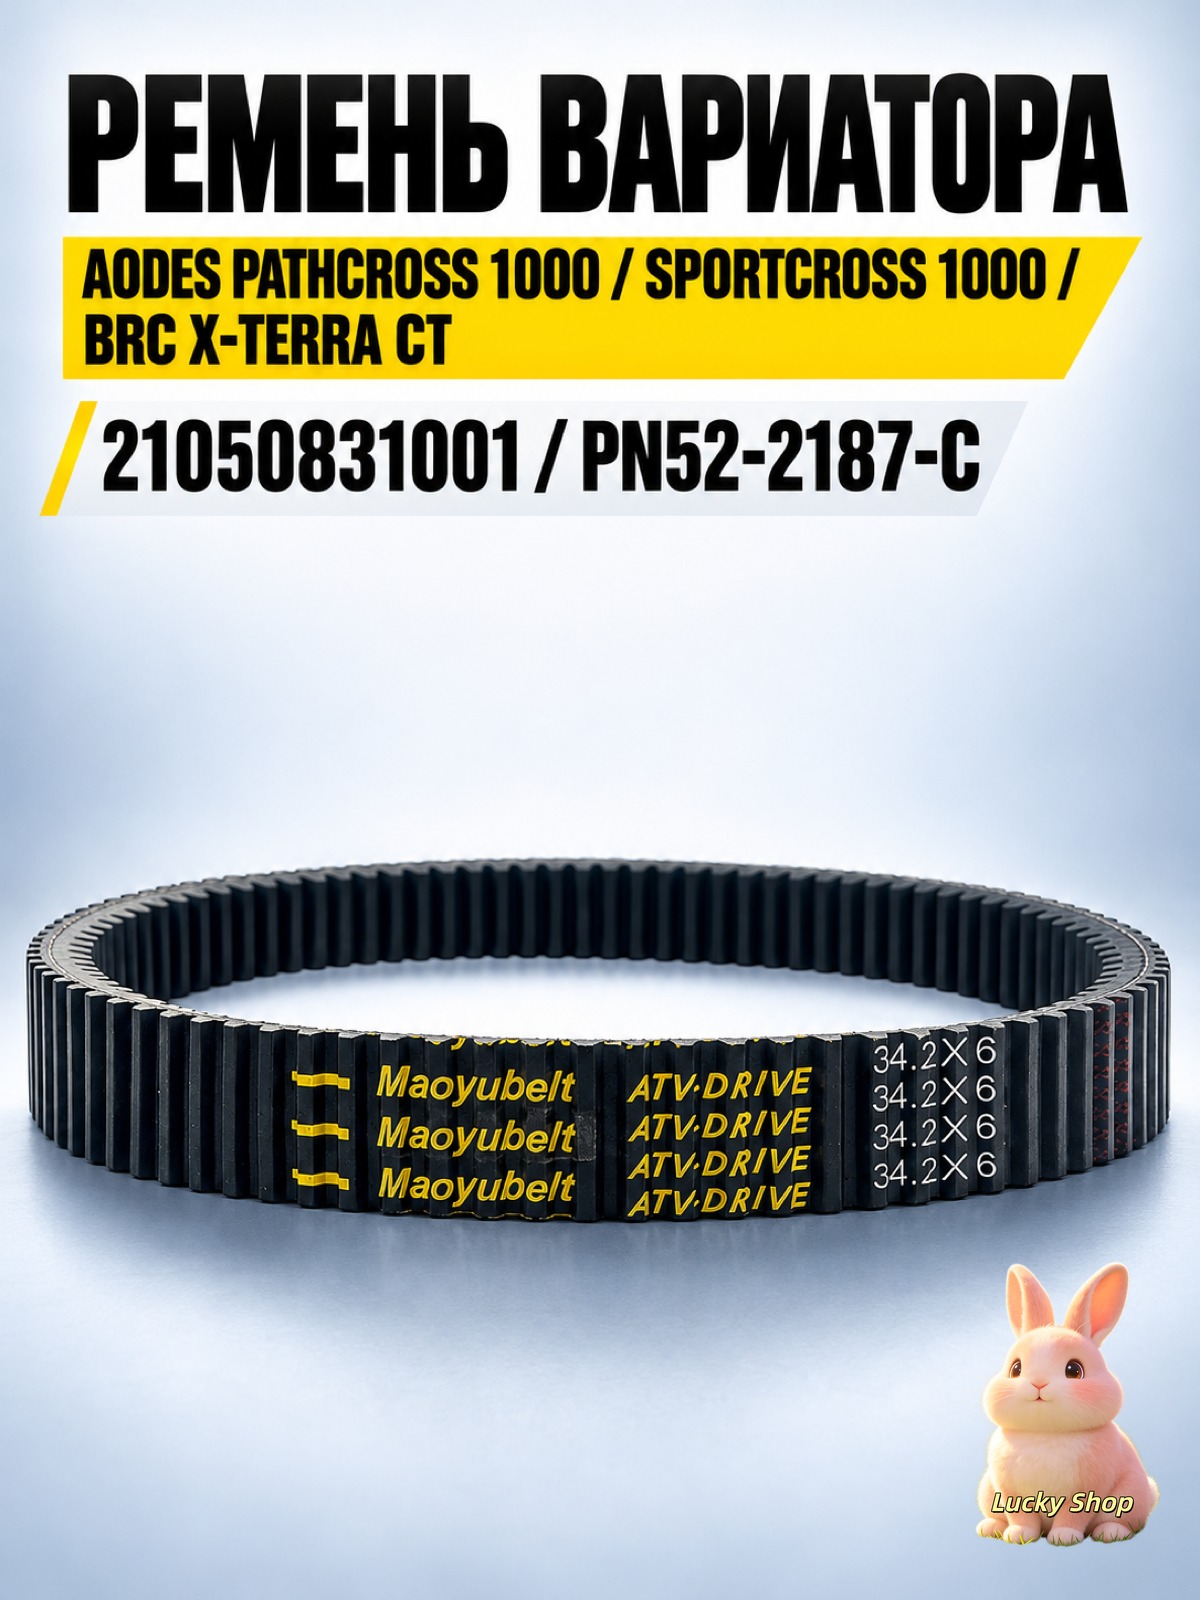 РЕМЕНЬ ВАРИАТОРА
AODES PATHCROSS 1000 / SPORTCROSS 1000 /
BRC X-TERRA CT
21050831001 / PN52-2187-C
Maoyubelt
Maoyubelt
Maoyubelt
ATV·DRIVE
ATV·DRIVE
ATV·DRIVE
ATV·DRIVE
34.2X6
34.2X6
34.2X6
34.2X6
Lucky Shop